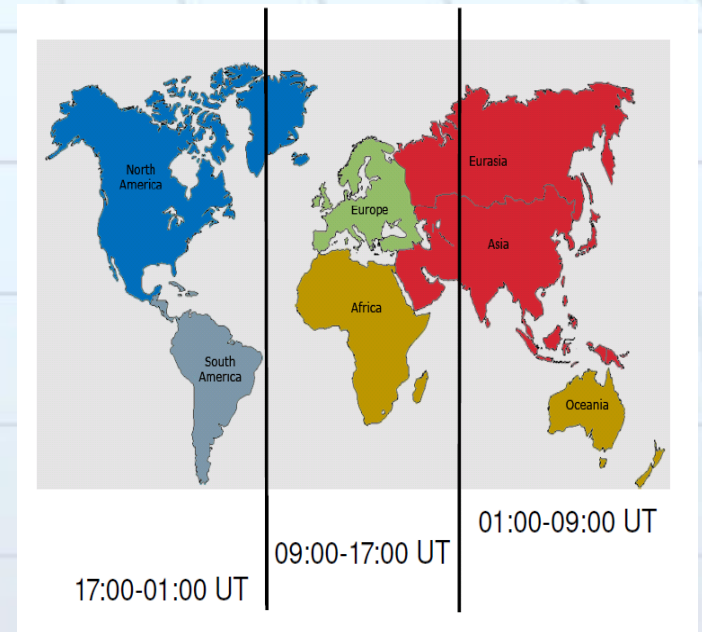 North
America
Eurasia
Europe
Asia
Africa
South
America
Oceania
01:00-09:00 UT
09:00-17:00 UT
17:00-01:00 UT